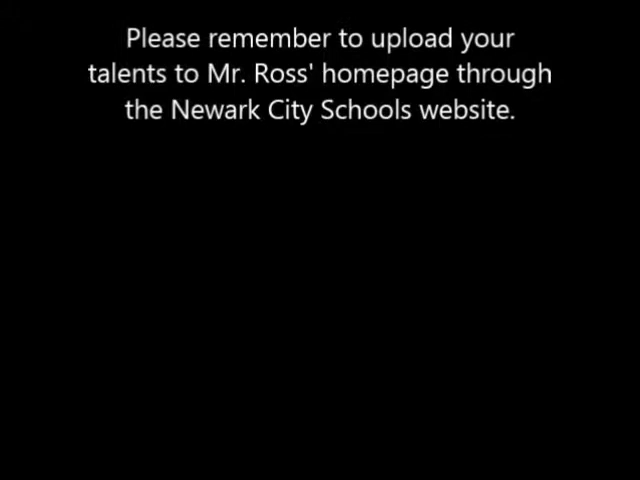 Please remember to upload your
talents to Mr. Ross' homepage through
the Newark City Schools website.